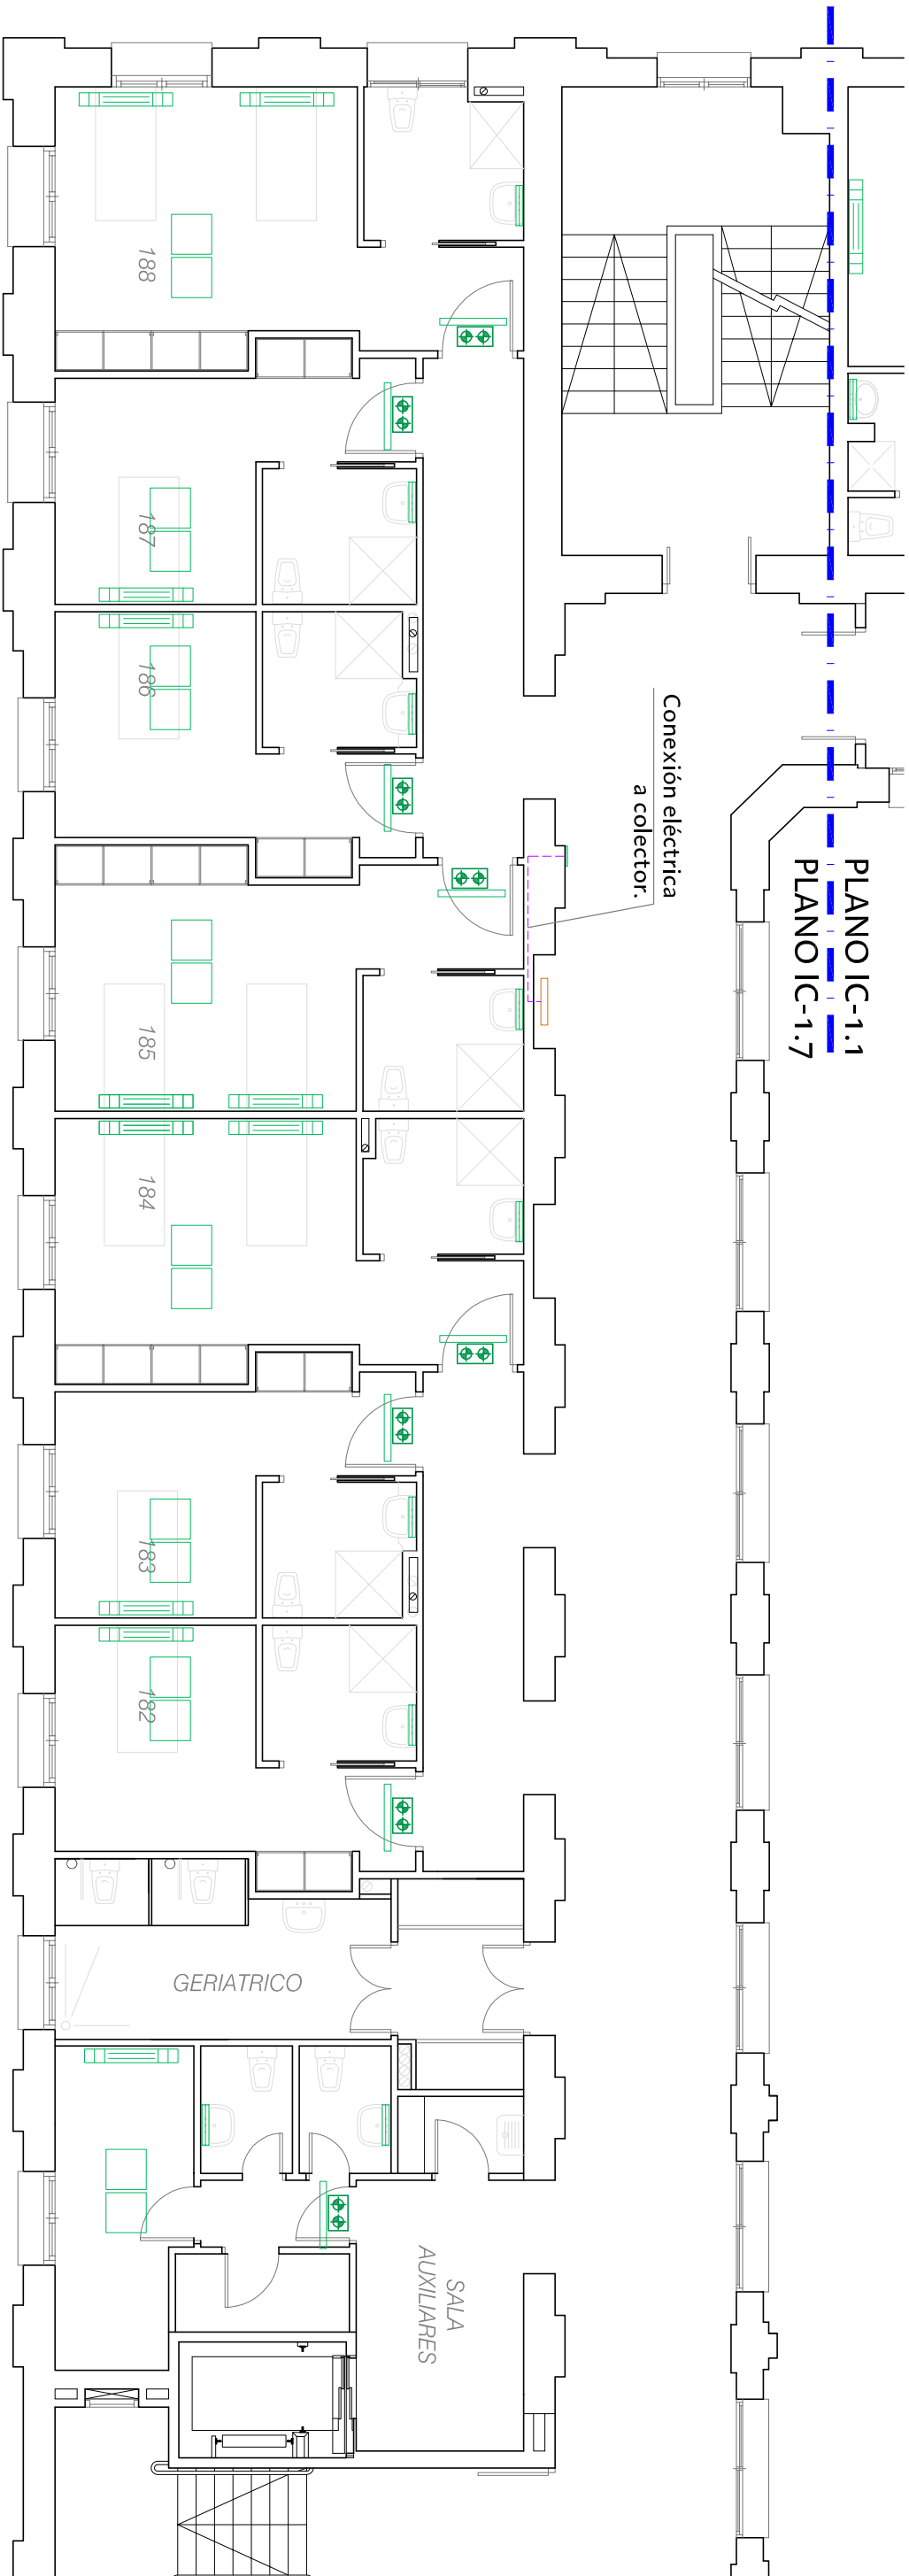 PLANO IC-1.1
PLANO IC-1.7
Conexión eléctrica
a colector.
188
187
186
185
184
183
182
GERIATRICO
SALA
AUXILIARES